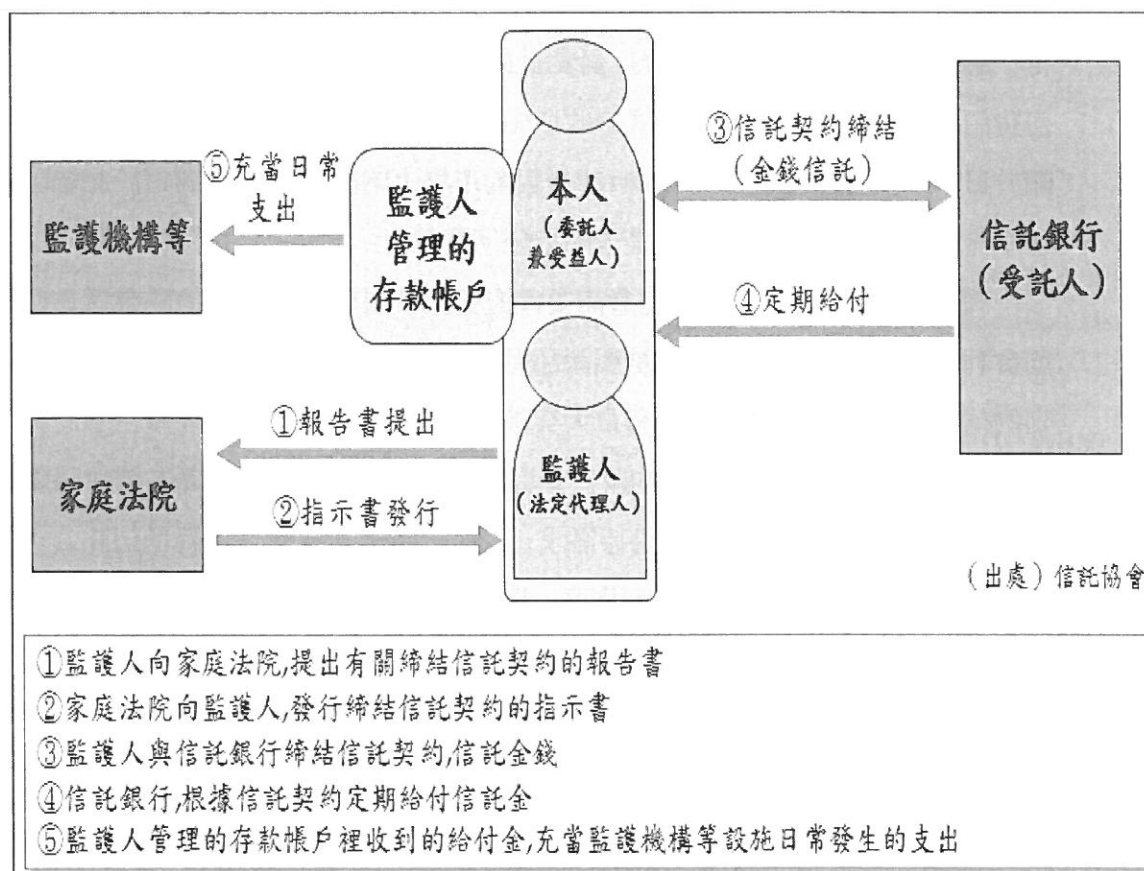 ③信託契約締結
(金錢信託)
⑤充當日常
支出
監護機構等
監護人
管理的
存款帳戶
本人
(委託人
兼受益人)
信託銀行
(受託人)
④定期給付
①報告書提出
家庭法院
②指示書發行
監護人
(法定代理人)
(出處)信託協會
①監護人向家庭法院,提出有關締結信託契約的報告書
②家庭法院向監護人,發行締結信託契約的指示書
③監護人與信託銀行締結信託契約,信託金錢
④信託銀行,根據信託契約定期給付信託金
⑤監護人管理的存款帳戶裡收到的給付金,充當監護機構等設施日常發生的支出